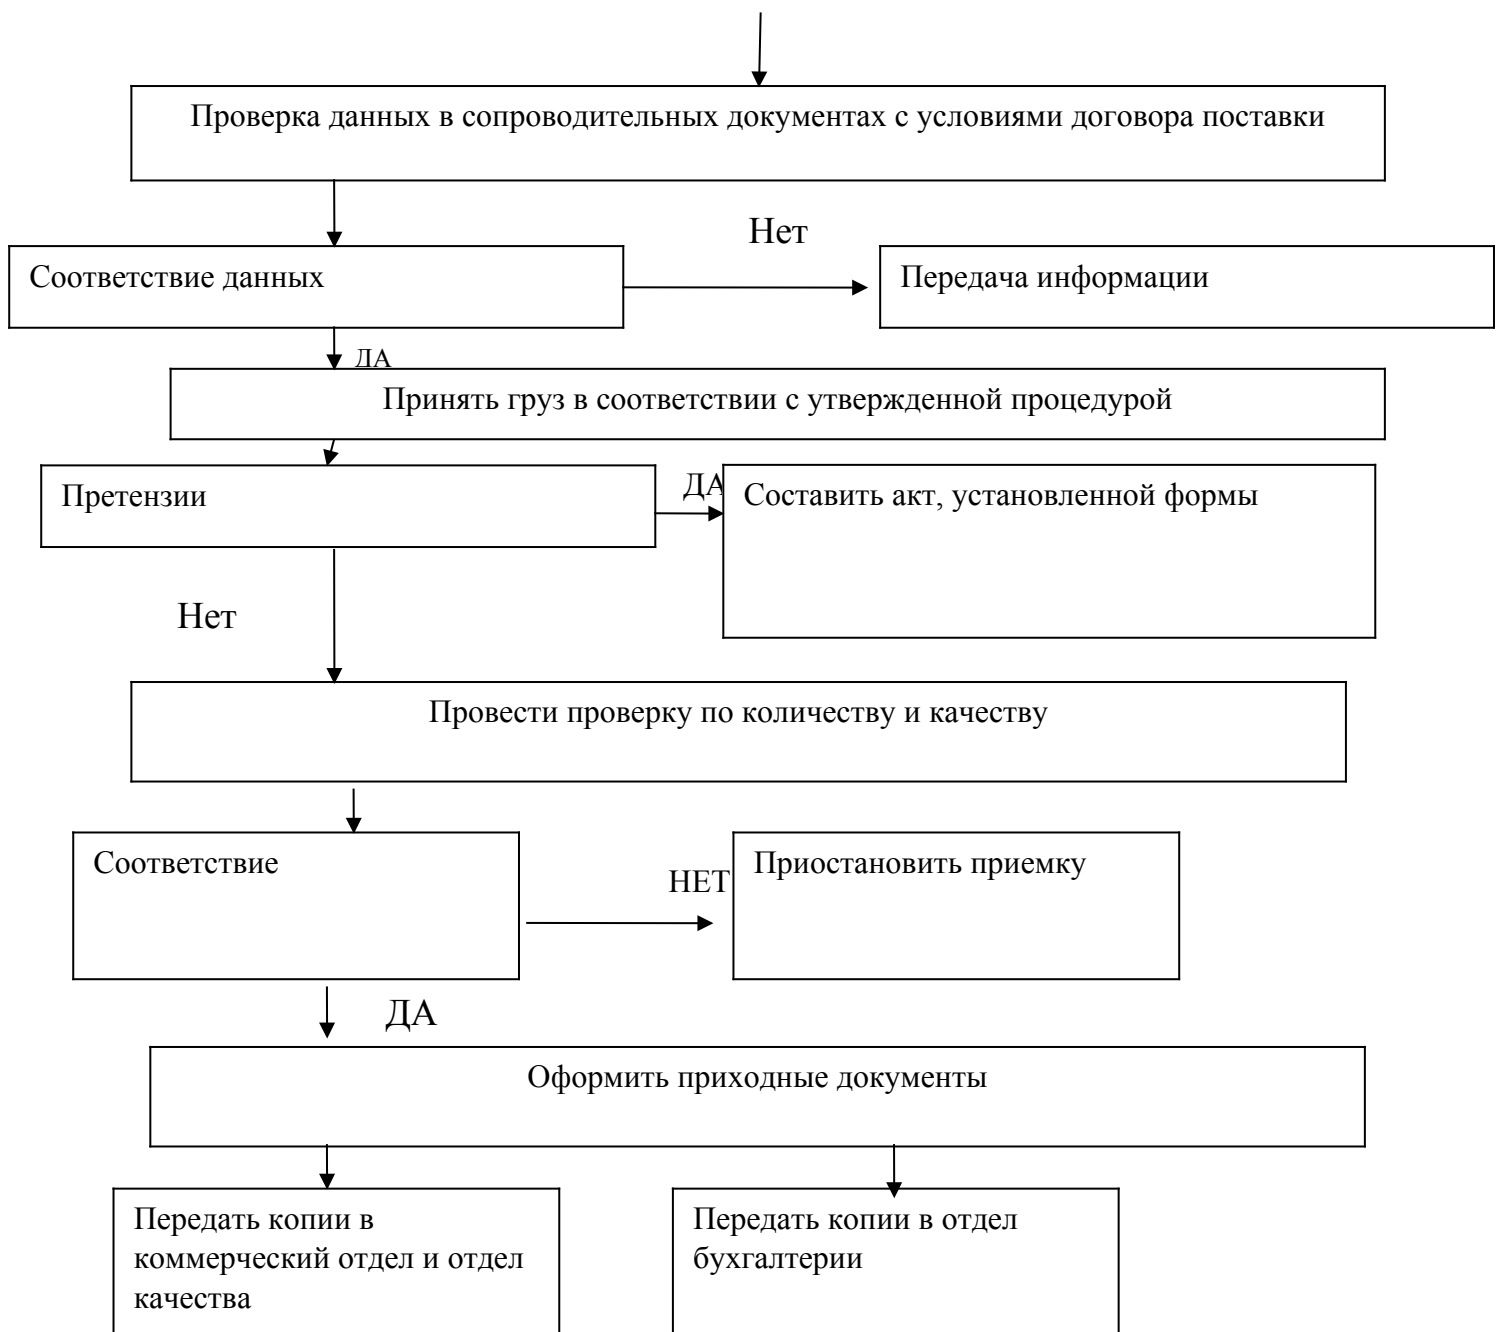 Проверка данных в сопроводительных документах с условиями договора поставки
Нет
Соответствие данных
Передача информации
ДА
Принять груз в соответствии с утвержденной процедурой
Претензии
ДА
Составить акт, установленной формы
Нет
Провести проверку по количеству и качеству
Соответствие
НЕТ
Приостановить приемку
ДА
Оформить приходные документы
Передать копии в
коммерческий отдел и отдел
качества
Передать копии в отдел
бухгалтерии